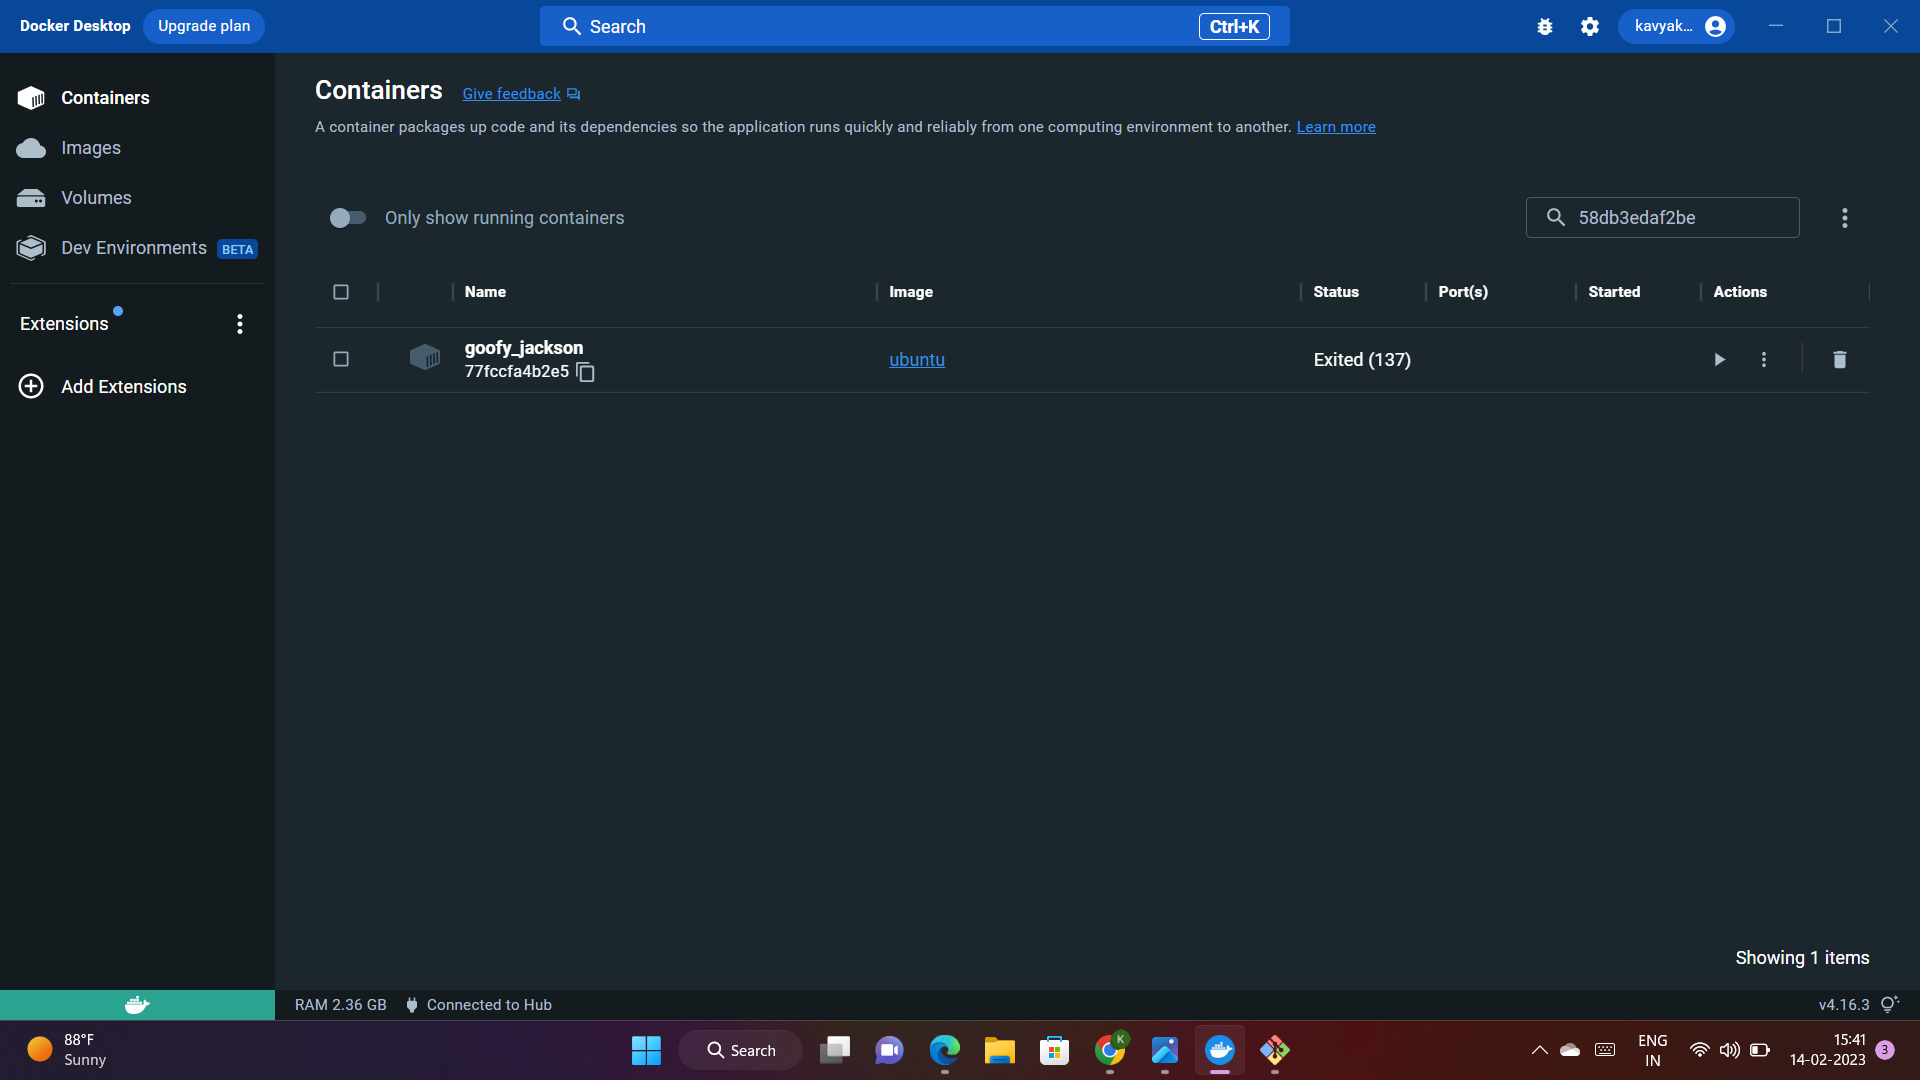 Docker Desktop Upgrade plan Search Ctrl+K kavyak...
Containers
Images
Volumes
Dev Environments BETA
Extensions
Add Extensions
Containers Give feedback
A container packages up code and its dependencies so the application runs quickly and reliably from one computing environment to another. Learn more
Only show running containers 58db3edaf2be
Name Image Status Port(s) Started Actions
goofy_jackson
77fccfa4b2e5
ubuntu Exited (137)
Showing 1 items
RAM 2.36 GB Connected to Hub v4.16.3
88°F
Sunny
Search
K
ENG
IN
15:41
14-02-2023
3